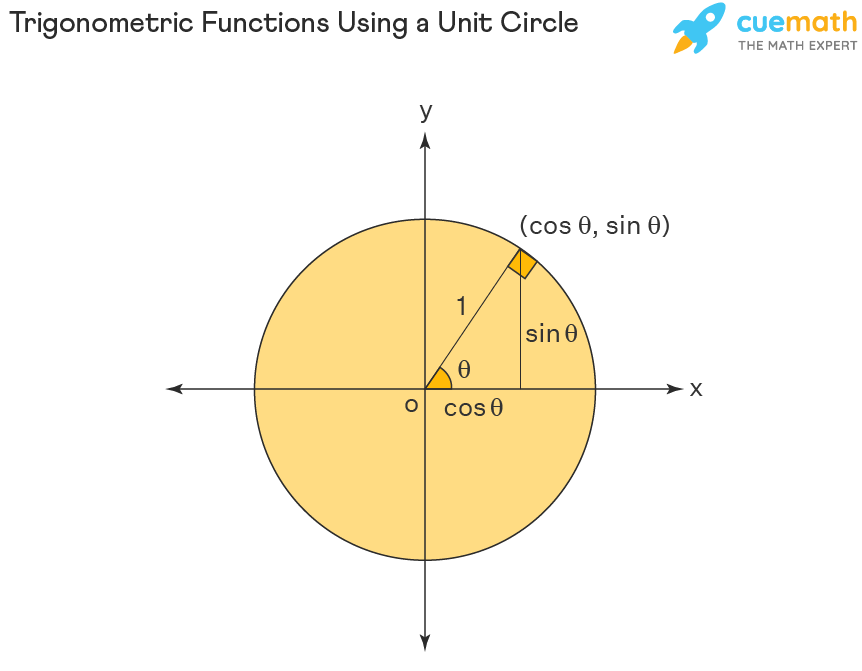 Trigonometric Functions Using a Unit Circle
cuemath
THE MATH EXPERT
y
(cos θ, sin θ)
1
sin θ
θ
x
o
cos θ